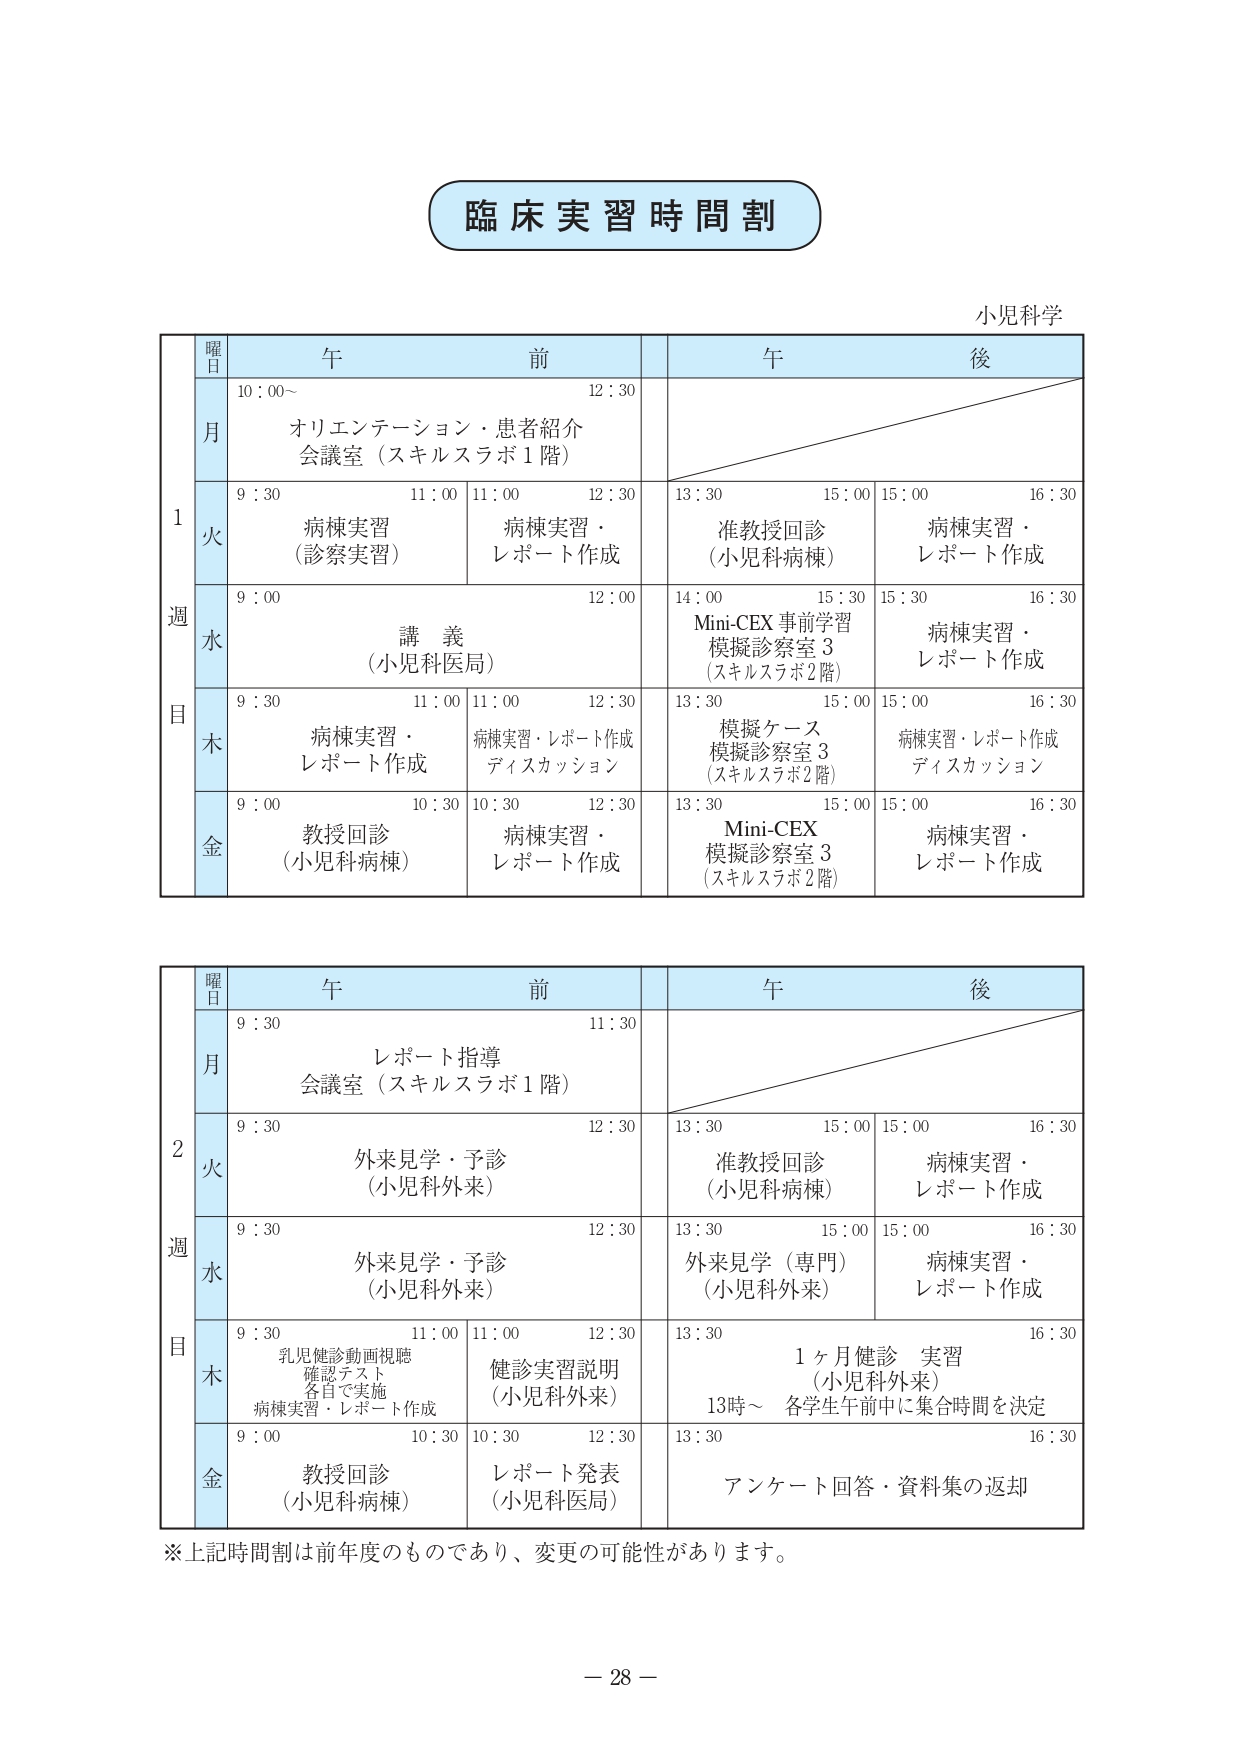 臨床実習時間割
小児科学
1週目
曜日 午前 午後
月
10：00～ 12：30
オリエンテーション・患者紹介
会議室（スキルスラボ１階）
火
9：30 11：00
病棟実習
（診察実習）
11：00 12：30
病棟実習・
レポート作成
13：30 15：00
准教授回診
（小児科病棟）
15：00 16：30
病棟実習・
レポート作成
水
9：00 12：00
講　義
（小児科医局）
14：00 15：30
Mini-CEX 事前学習
模擬診察室３
（スキルスラボ２階）
15：30 16：30
病棟実習・
レポート作成
木
9：30 11：00
病棟実習・
レポート作成
11：00 12：30
病棟実習・レポート作成
ディスカッション
13：30 15：00
模擬ケース
模擬診察室３
（スキルスラボ２階）
15：00 16：30
病棟実習・レポート作成
ディスカッション
金
9：00 10：30
教授回診
（小児科病棟）
10：30 12：30
病棟実習・
レポート作成
13：30 15：00
Mini-CEX
模擬診察室３
（スキルスラボ２階）
15：00 16：30
病棟実習・
レポート作成
2週目
曜日 午前 午後
月
9：30 11：30
レポート指導
会議室（スキルスラボ１階）
火
9：30 12：30
外来見学・予診
（小児科外来）
13：30 15：00
准教授回診
（小児科病棟）
15：00 16：30
病棟実習・
レポート作成
水
9：30 12：30
外来見学・予診
（小児科外来）
13：30 15：00
外来見学（専門）
（小児科外来）
15：00 16：30
病棟実習・
レポート作成
木
9：30 11：00
乳児健診動画視聴
確認テスト
各自で実施
病棟実習・レポート作成
11：00 12：30
健診実習説明
（小児科外来）
13：30 16：30
１ヶ月健診　実習
（小児科外来）
13時～　各学生午前中に集合時間を決定
金
9：00 10：30
教授回診
（小児科病棟）
10：30 12：30
レポート発表
（小児科医局）
13：30 16：30
アンケート回答・資料集の返却
※上記時間割は前年度のものであり、変更の可能性があります。
― 28 ―